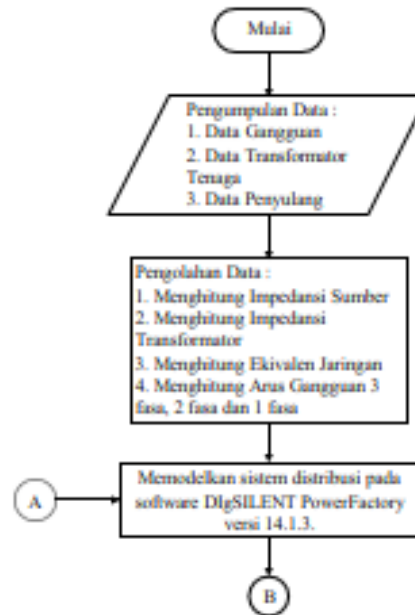 Mulai
Pengumpulan Data :
1. Data Gangguan
2. Data Transformator
Tenaga
3. Data Penyulang
Pengolahan Data :
1. Menghitung Impedansi Sumber
2. Menghitung Impedansi
Transformator
3. Menghitung Ekivalen Jaringan
4. Menghitung Arus Gangguan 3
fasa, 2 fasa dan 1 fasa
Memodelkan sistem distribusi pada
software DIgSILENT PowerFactory
versi 14.1.3.
A
B